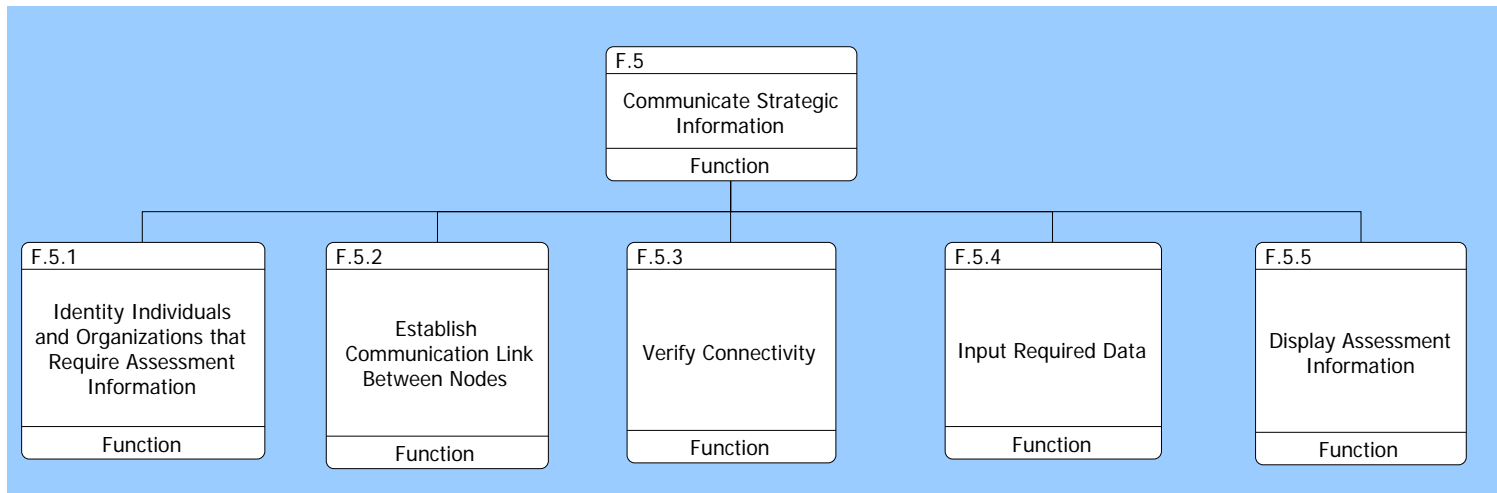 F.5
Communicate Strategic
Information
Function
F.5.1
Identity Individuals
and Organizations that
Require Assessment
Information
Function
F.5.2
Establish
Communication Link
Between Nodes
Function
F.5.3
Verify Connectivity
Function
F.5.4
Input Required Data
Function
F.5.5
Display Assessment
Information
Function